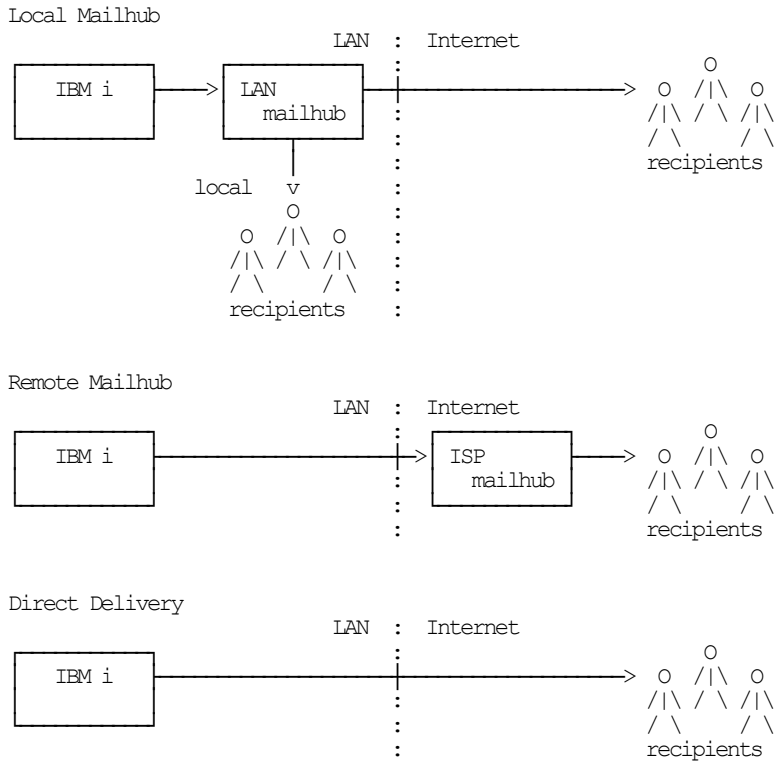 Local Mailhub
LAN : Internet
IBM i
LAN
mailhub
recipients
local
recipients
Remote Mailhub
LAN : Internet
IBM i
ISP
mailhub
recipients
Direct Delivery
LAN : Internet
IBM i
recipients